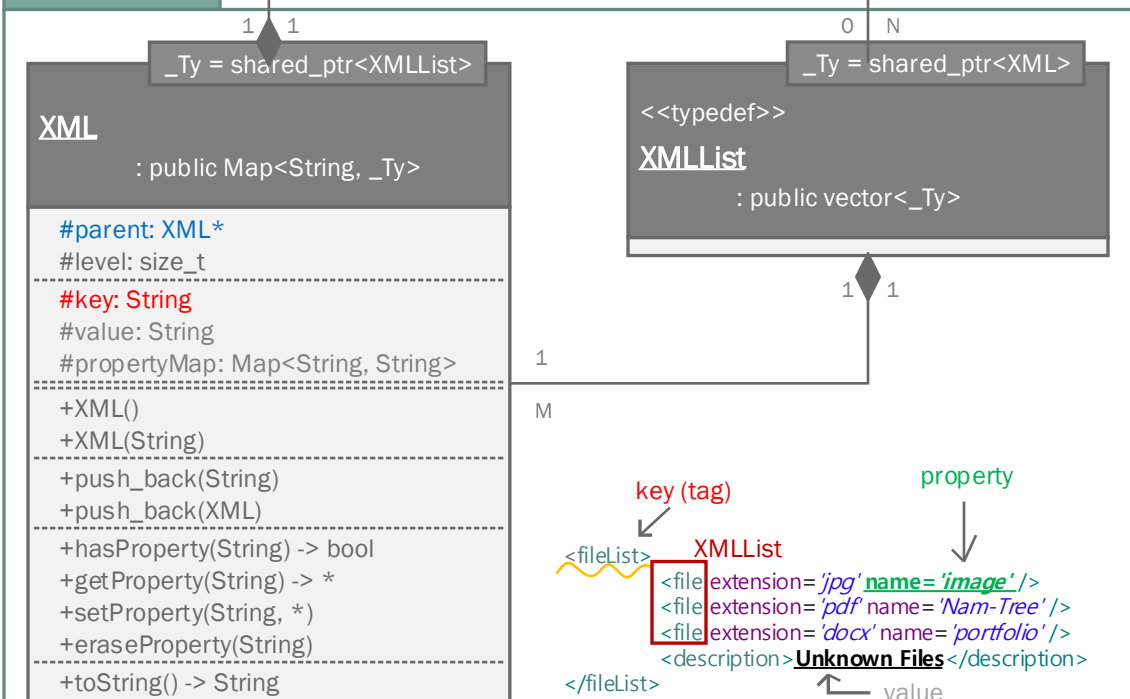 1 1
_Ty = shared_ptr<XMLList>
XML
: public Map<String, _Ty>
#parent: XML*
#level: size_t
#key: String
#value: String
#propertyMap: Map<String, String>
+XML()
+XML(String)
+push_back(String)
+push_back(XML)
+hasProperty(String) -> bool
+getProperty(String) -> *
+setProperty(String, *)
+eraseProperty(String)
+toString() -> String
0 N
_Ty = shared_ptr<XML>
<<typedef>>
XMLList
: public vector<_Ty>
1 1
1
M
key (tag)
property
<fileList>
XMLList
<file extension='jpg' name='image' />
<file extension='pdf' name='Nam-Tree' />
<file extension='docx' name='portfolio' />
<description>Unknown Files</description>
</fileList>
value